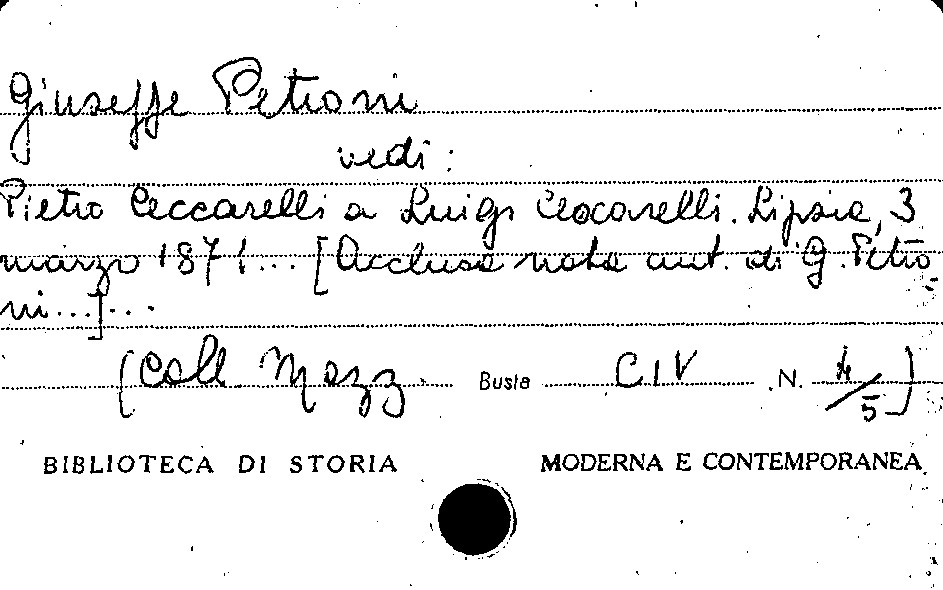 Giuseppe Petroni
vedi:
Pietro Ceccarelli a Luigi Ceccarelli. Lipsia, 3
marzo 1871... [Acclusa nota aut. di G. Petro
ni...]...
(Coll. Mazz. Busta CIV N. 4/5)
BIBLIOTECA DI STORIA MODERNA E CONTEMPORANEA